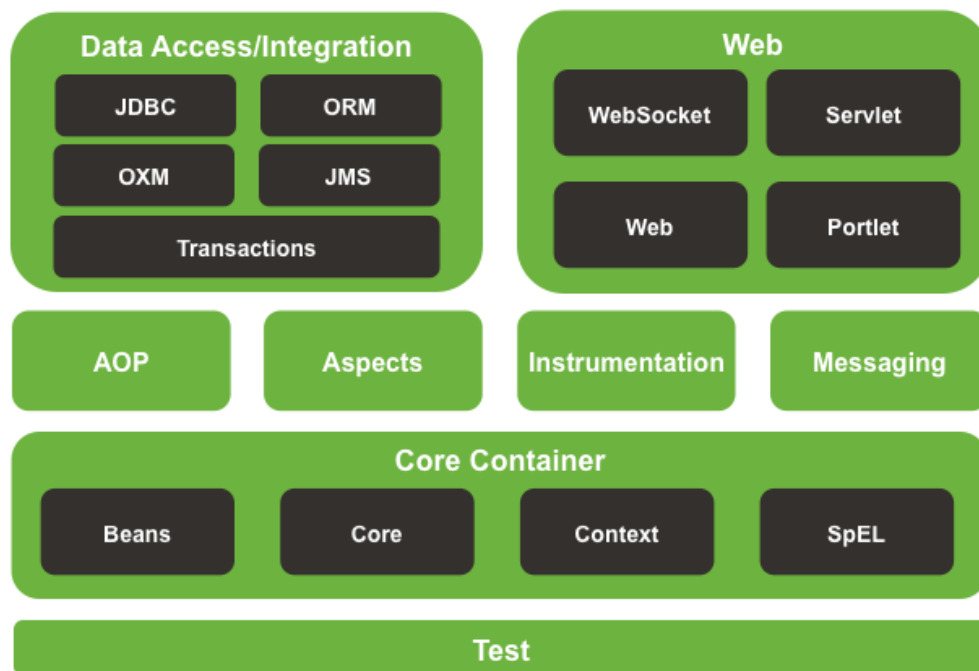 Data Access/Integration
JDBC
ORM
OXM
JMS
Transactions
Web
WebSocket
Servlet
Web
Portlet
AOP
Aspects
Instrumentation
Messaging
Core Container
Beans
Core
Context
SpEL
Test